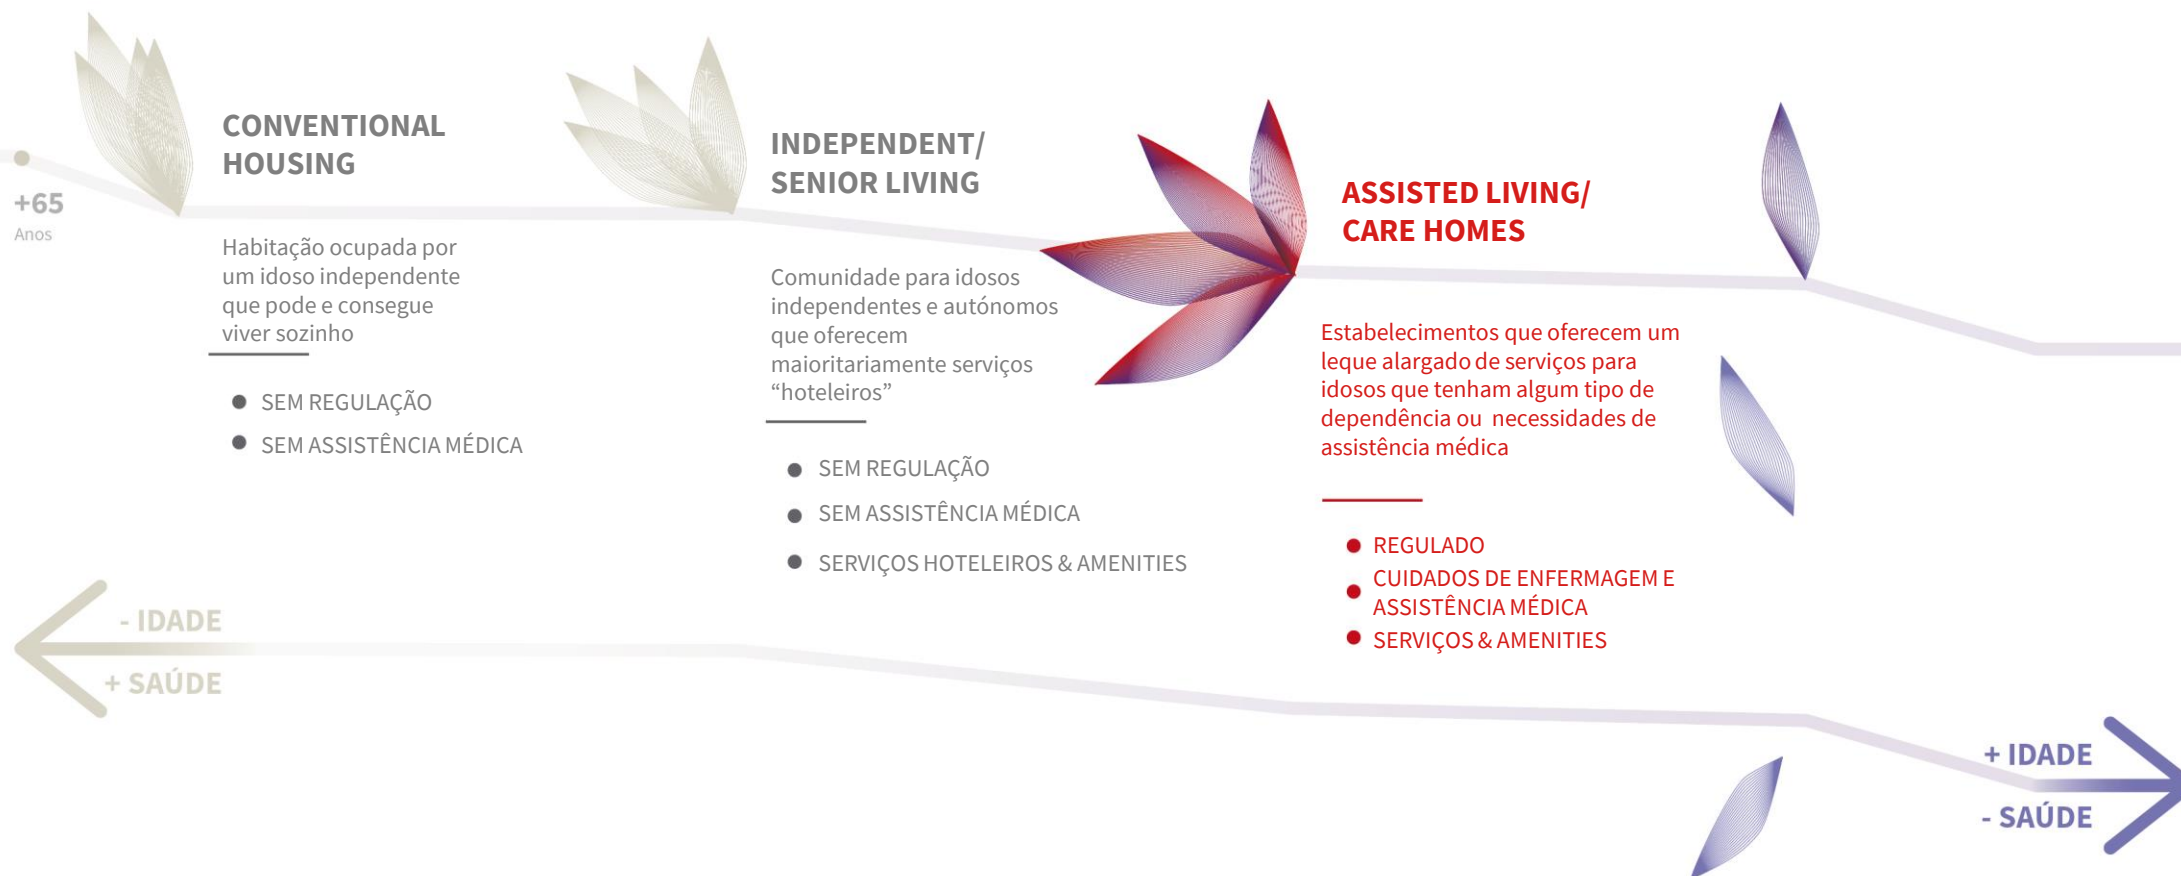 +65
Anos
CONVENTIONAL
HOUSING
Habitação ocupada por
um idoso independente
que pode e consegue
viver sozinho
● SEM REGULAÇÃO
● SEM ASSISTÊNCIA MÉDICA
INDEPENDENT/
SENIOR LIVING
Comunidade para idosos
independentes e autónomos
que oferecem
maioritariamente serviços
“hoteleiros”
● SEM REGULAÇÃO
● SEM ASSISTÊNCIA MÉDICA
● SERVIÇOS HOTELEIROS & AMENITIES
ASSISTED LIVING/
CARE HOMES
Estabelecimentos que oferecem um
leque alargado de serviços para
idosos que tenham algum tipo de
dependência ou necessidades de
assistência médica
● REGULADO
● CUIDADOS DE ENFERMAGEM E
ASSISTÊNCIA MÉDICA
● SERVIÇOS & AMENITIES
- IDADE
+ SAÚDE
+ IDADE
- SAÚDE